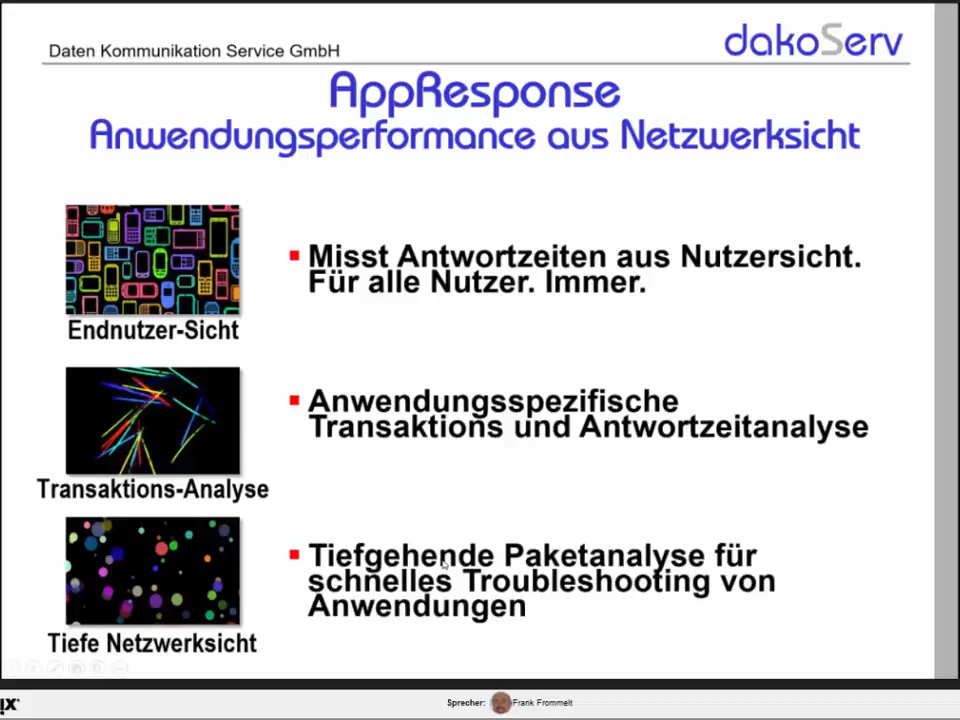 Daten Kommunikation Service GmbH
dakoServ
AppResponse
Anwendungsperformance aus Netzwerksicht
Endnutzer-Sicht
Misst Antwortzeiten aus Nutzersicht.
Für alle Nutzer. Immer.
Transaktions-Analyse
Anwendungsspezifische
Transaktions und Antwortzeitanalyse
Tiefe Netzwerksicht
Tiefgehende Paketanalyse für
schnelles Troubleshooting von
Anwendungen
Sprecher: Frank Frommelt